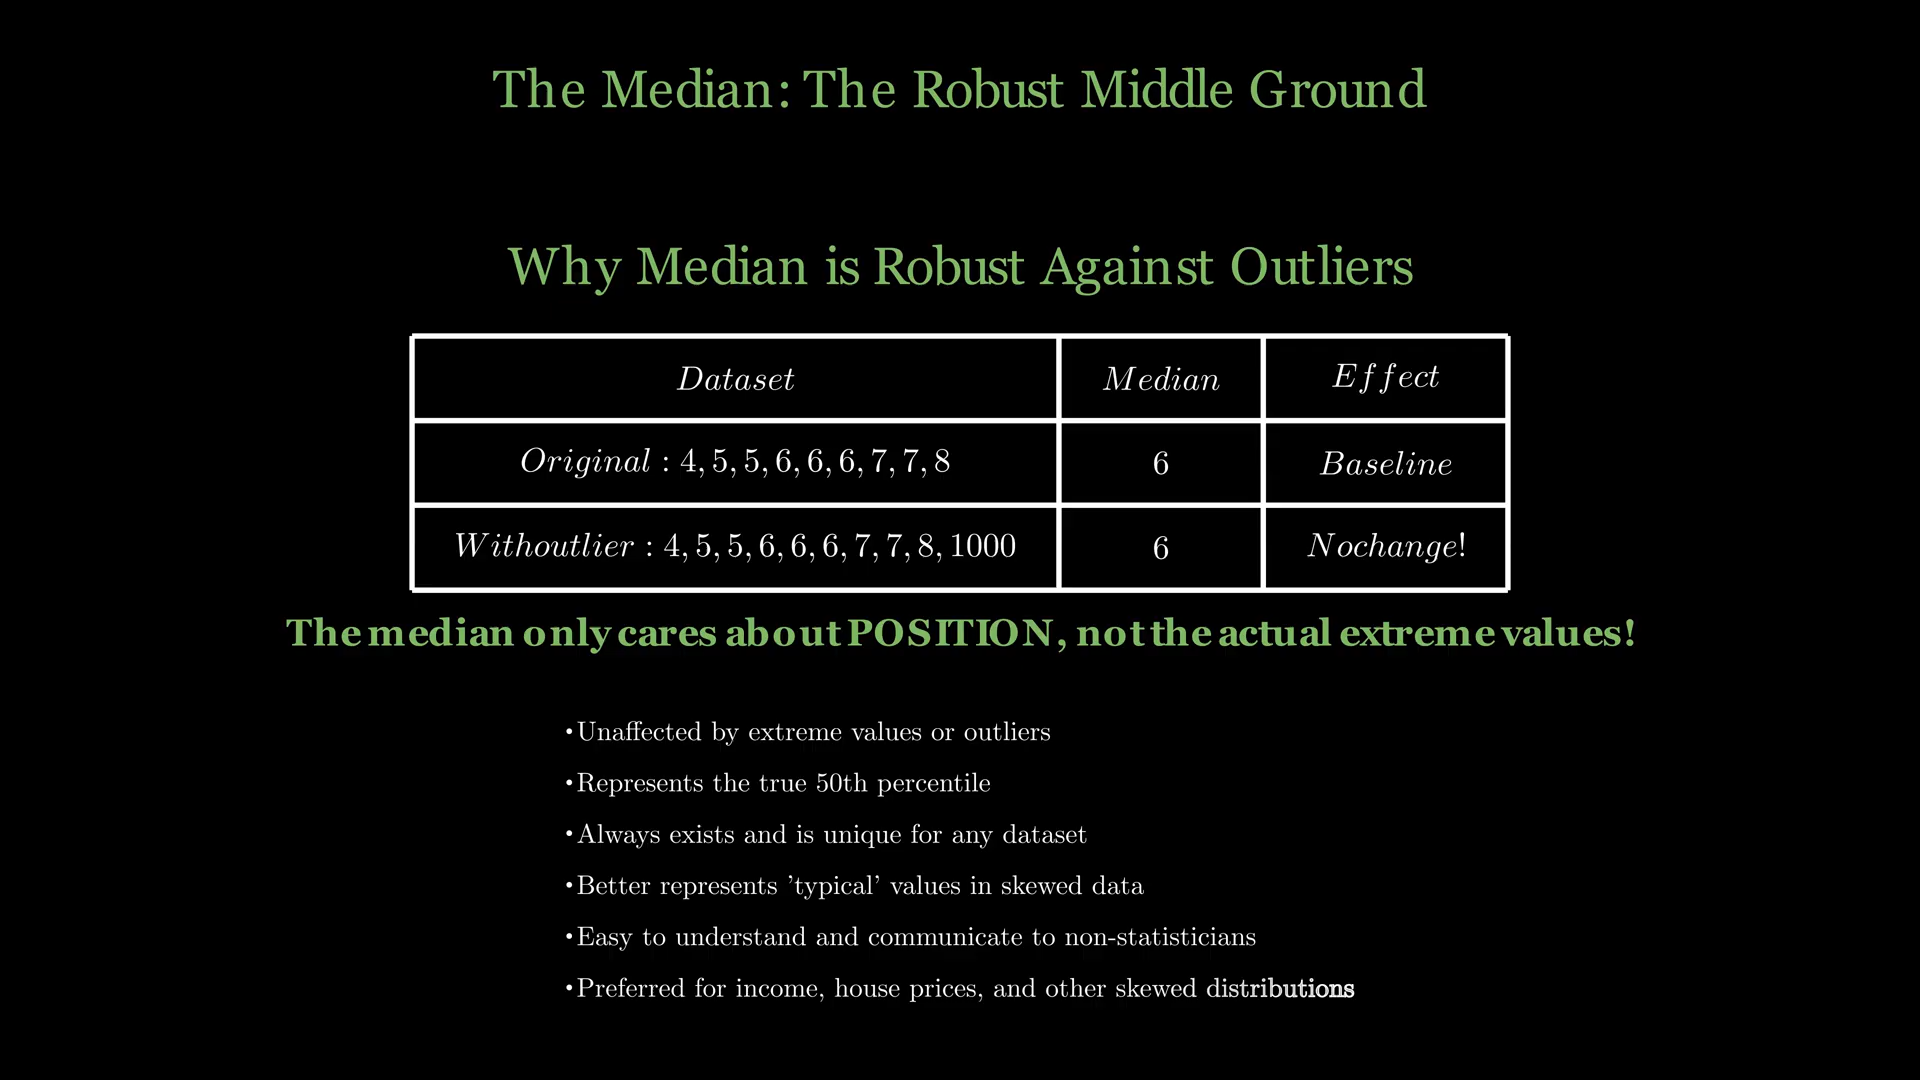 The Median: The Robust Middle Ground
Why Median is Robust Against Outliers
Dataset Median Effect
Original : 4, 5, 5, 6, 6, 6, 7, 7, 8 6 Baseline
Withoutlier : 4, 5, 5, 6, 6, 6, 7, 7, 8, 1000 6 Nochange!
The median only cares about POSITION, not the actual extreme values!
•Unaffected by extreme values or outliers
•Represents the true 50th percentile
•Always exists and is unique for any dataset
•Better represents ’typical’ values in skewed data
•Easy to understand and communicate to non-statisticians
•Preferred for income, house prices, and other skewed distributions